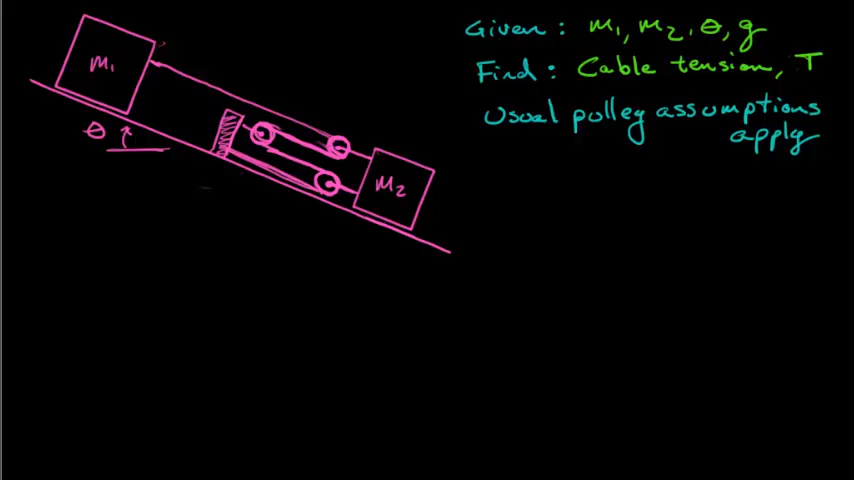 Given : m₁, m₂, θ, g
Find : Cable tension, T
Usual pulley assumptions
apply
m₁
θ
m₂